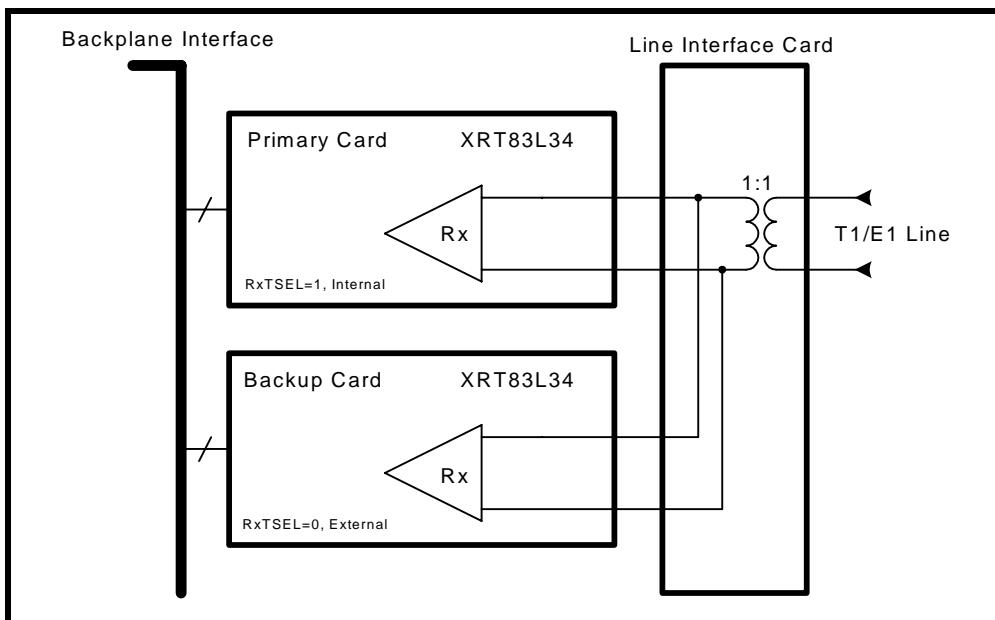 Backplane Interface
Line Interface Card
Primary Card XRT83L34
1:1
Rx
T1/E1 Line
RxTSEL=1, Internal
Backup Card XRT83L34
Rx
RxTSEL=0, External